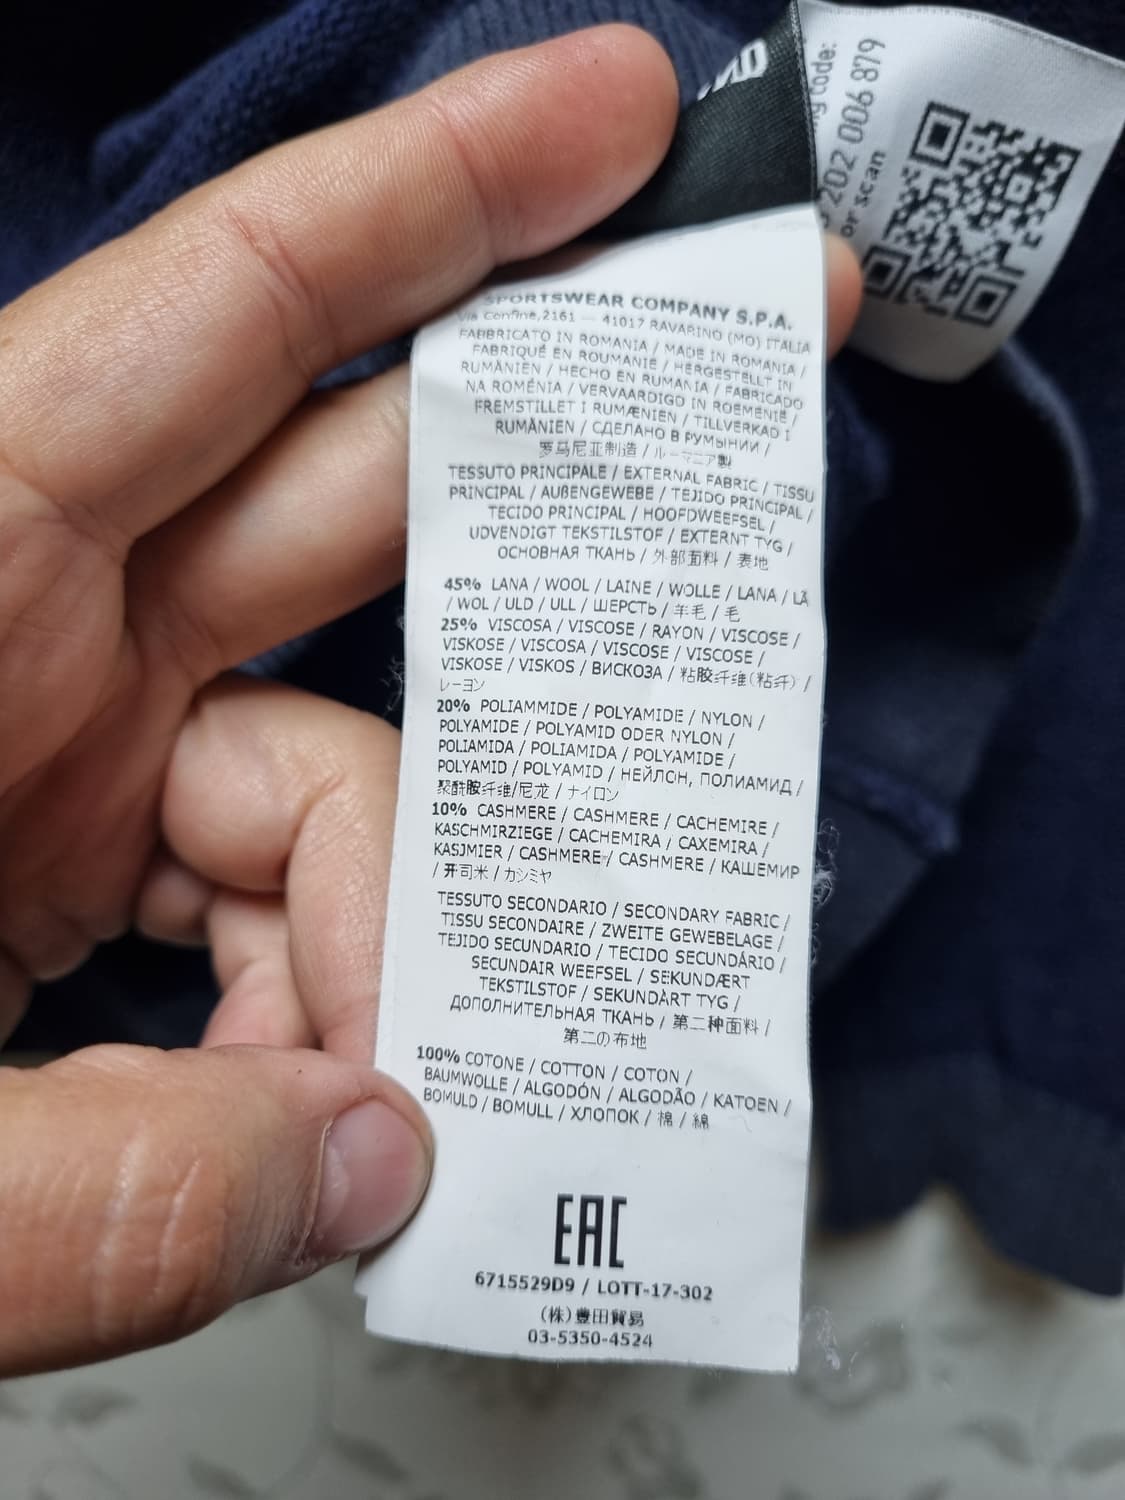 SPORTSWEAR COMPANY S.P.A.
Via Confine,2161 — 41017 RAVARINO (MO) ITALIA
FABBRICATO IN ROMANIA / MADE IN ROMANIA /
FABRIQUÉ EN ROUMANIE / HERGESTELLT IN
RUMÄNIEN / HECHO EN RUMANIA / FABRICADO
NA ROMÉNIA / VERVAARDIGD IN ROEMENIË /
FREMSTILLET I RUMÆNIEN / TILLVERKAD I
RUMÄNIEN / СДЕЛАНО В РУМЫНИИ /
罗马尼亚制造 / ルーマニア製
TESSUTO PRINCIPALE / EXTERNAL FABRIC / TISSU
PRINCIPAL / AUßENGEWEBE / TEJIDO PRINCIPAL /
TECIDO PRINCIPAL / HOOFDWEEFSEL /
UDVENDIGT TEKSTILSTOF / EXTERNT TYG /
ОСНОВНАЯ ТКАНЬ / 外部面料 / 表地
45% LANA / WOOL / LAINE / WOLLE / LANA / LÃ
/ WOL / ULD / ULL / ШЕРСТЬ / 羊毛 / 毛
25% VISCOSA / VISCOSE / RAYON / VISCOSE /
VISKOSE / VISCOSA / VISCOSE / VISCOSE /
VISKOSE / VISKOS / ВИСКОЗА / 粘胶纤维(粘纤) /
レーヨン
20% POLIAMMIDE / POLYAMIDE / NYLON /
POLYAMIDE / POLYAMID ODER NYLON /
POLIAMIDA / POLIAMIDA / POLYAMIDE /
POLYAMID / POLYAMID / НЕЙЛОН, ПОЛИАМИД /
聚酰胺纤维/尼龙 / ナイロン
10% CASHMERE / CASHMERE / CACHEMIRE /
KASCHMIRZIEGE / CACHEMIRA / CAXEMIRA /
KASJMIER / CASHMERE / CASHMERE / КАШЕМИР
/ 开司米 / カシミヤ
TESSUTO SECONDARIO / SECONDARY FABRIC /
TISSU SECONDAIRE / ZWEITE GEWEBELAGE /
TEJIDO SECUNDARIO / TECIDO SECUNDÁRIO /
SECUNDAIR WEEFSEL / SEKUNDÆRT
TEKSTILSTOF / SEKUNDÄRT TYG /
ДОПОЛНИТЕЛЬНАЯ ТКАНЬ / 第二种面料 /
第二の布地
100% COTONE / COTTON / COTON /
BAUMWOLLE / ALGODÓN / ALGODÃO / KATOEN /
BOMULD / BOMULL / ХЛОПОК / 棉 / 綿
EAC
6715529D9 / LOTT-17-302
(株)豊田貿易
03-5350-4524
code:
202 006 879
or scan